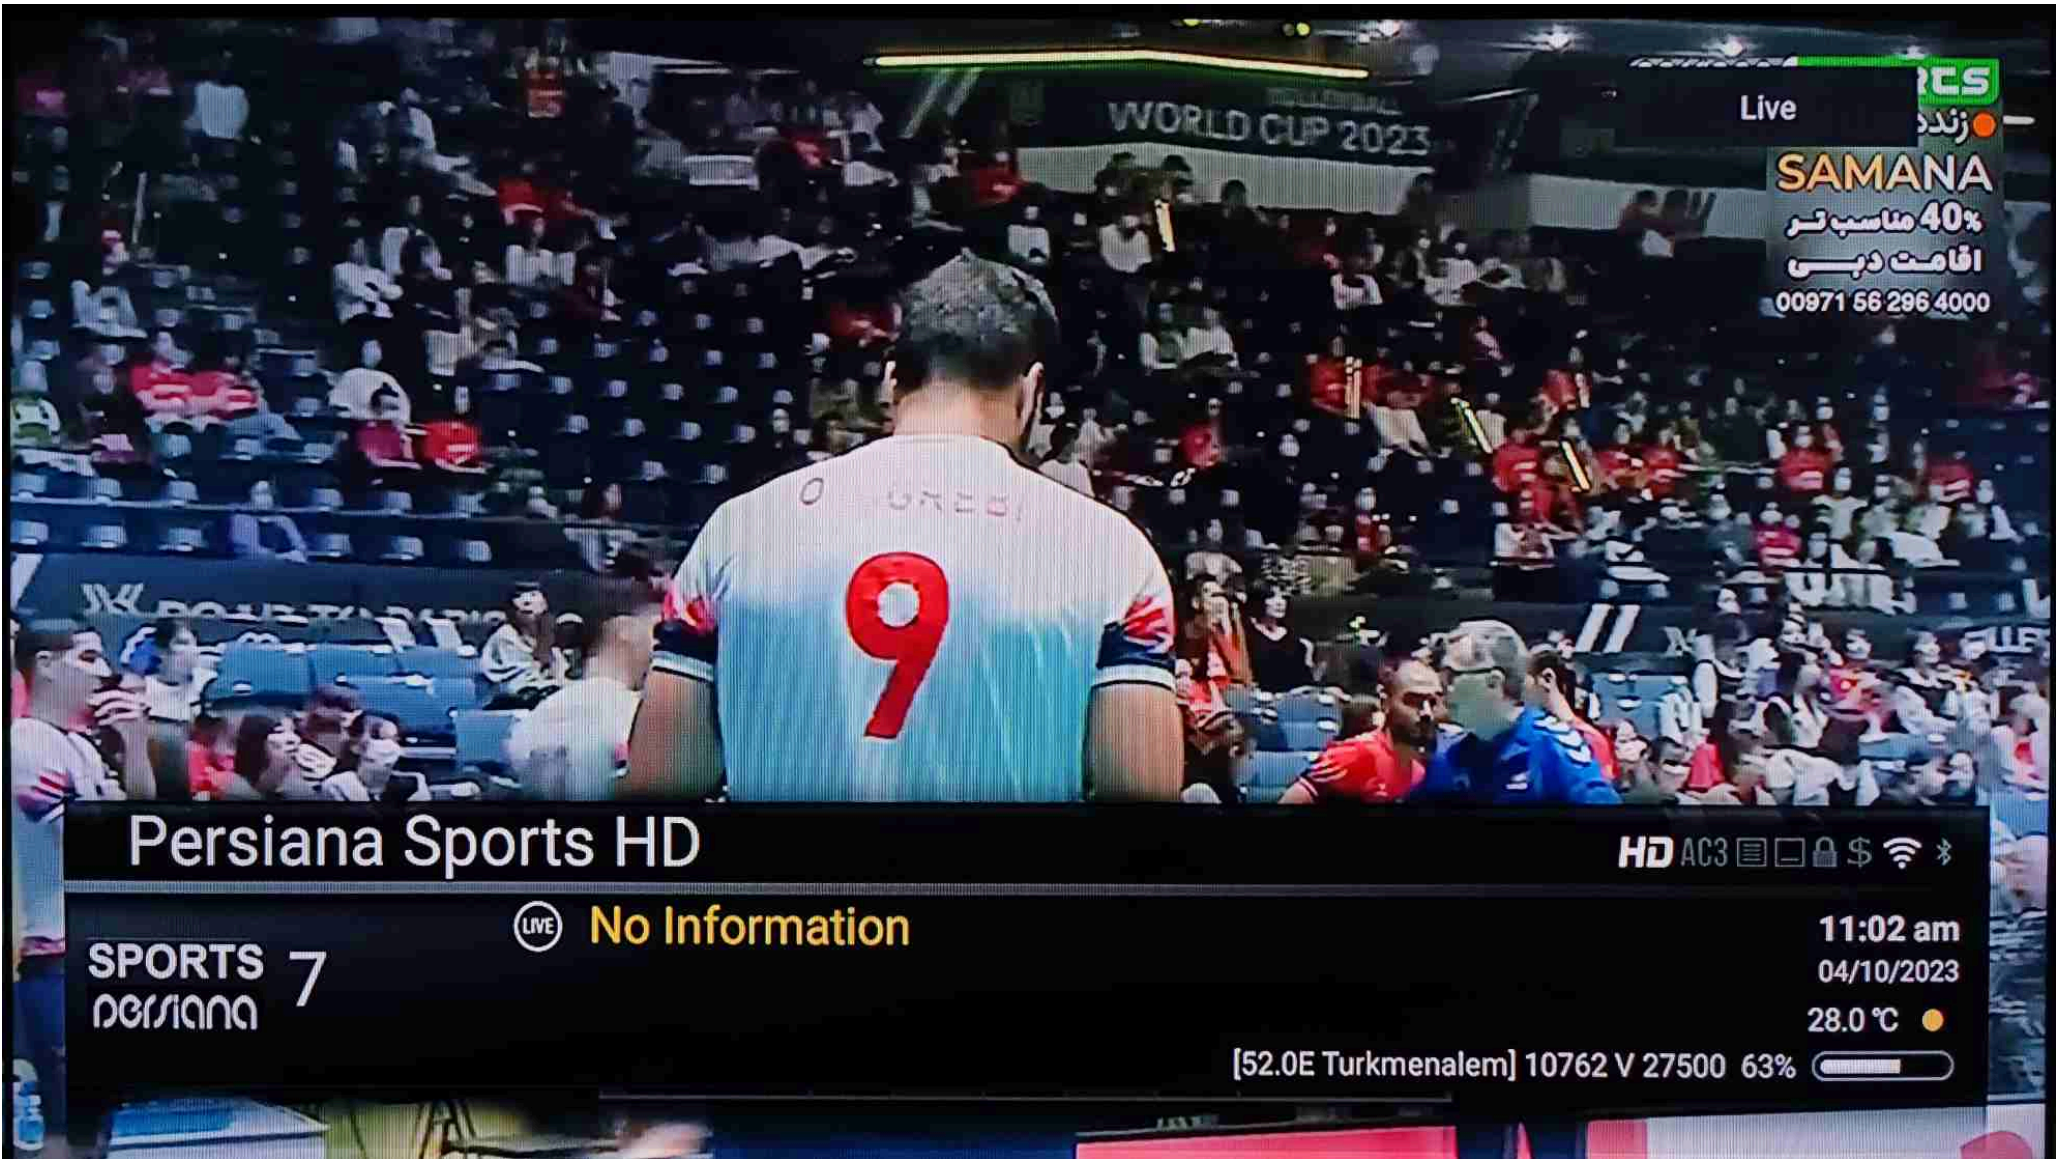 WORLD CUP 2023
Live
RTS
زنده
SAMANA
40% مناسب تر
اقامت دبی
00971 56 296 4000
9
Persiana Sports HD
HD AC3 $
LIVE No Information
11:02 am
SPORTS 7
persiana
04/10/2023
28.0 °C
[52.0E Turkmenalem] 10762 V 27500 63%